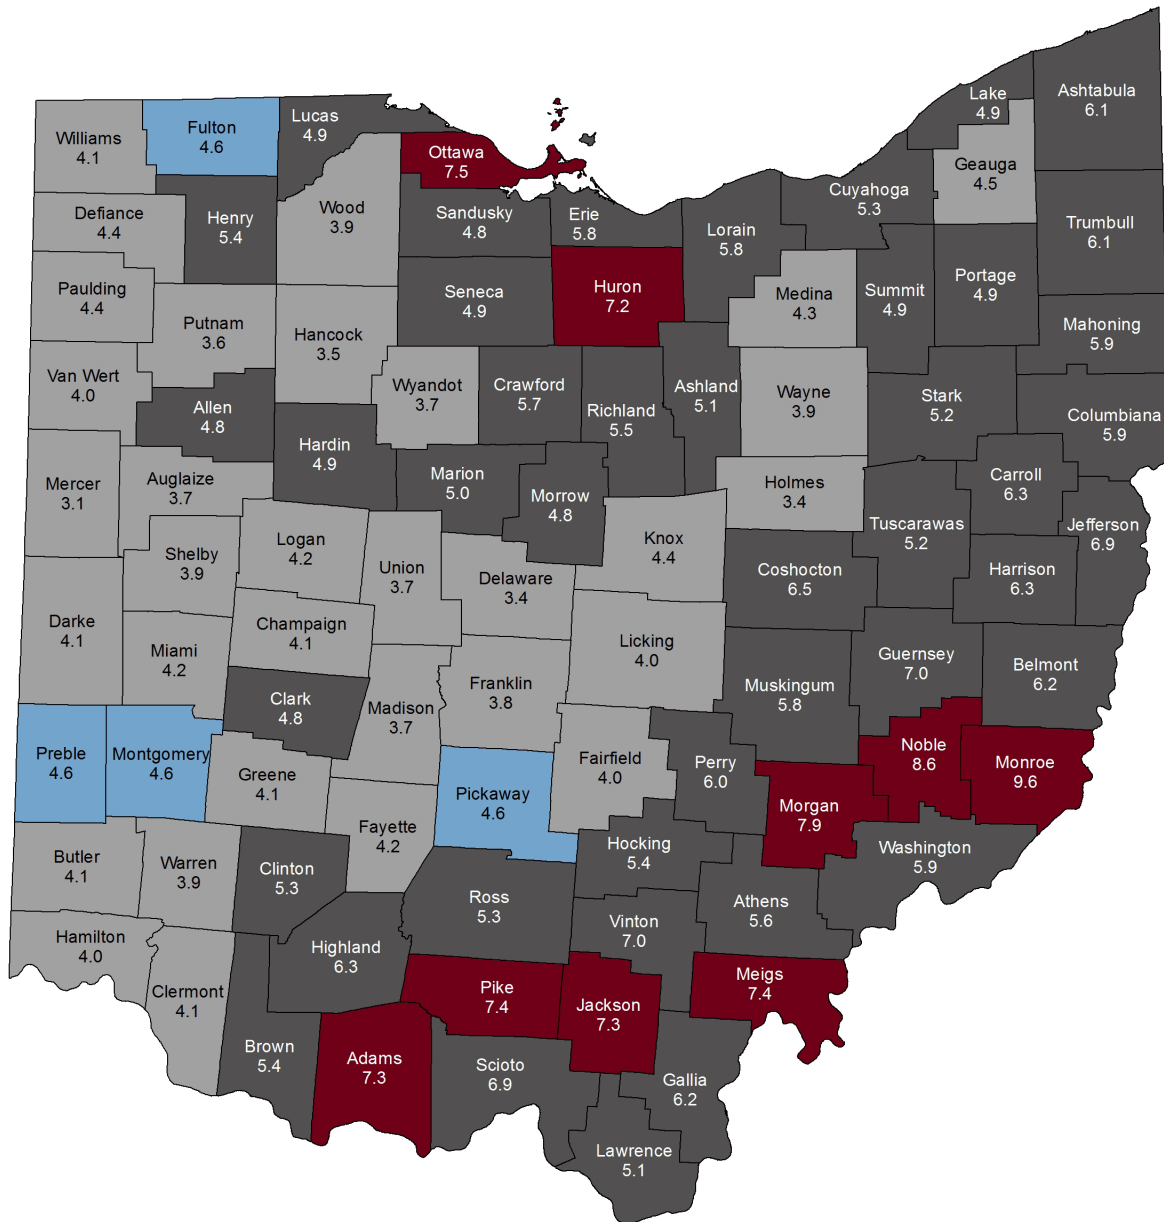 Lake
4.9
Ashtabula
6.1
Lucas
4.9
Fulton
4.6
Williams
4.1
Ottawa
7.5
Geauga
4.5
Cuyahoga
5.3
Wood
3.9
Defiance
4.4
Henry
5.4
Sandusky
4.8
Erie
5.8
Lorain
5.8
Trumbull
6.1
Portage
4.9
Paulding
4.4
Seneca
4.9
Huron
7.2
Medina
4.3
Summit
4.9
Putnam
3.6
Hancock
3.5
Mahoning
5.9
Van Wert
4.0
Allen
4.8
Wyandot
3.7
Crawford
5.7
Richland
5.5
Ashland
5.1
Wayne
3.9
Stark
5.2
Columbiana
5.9
Hardin
4.9
Marion
5.0
Morrow
4.8
Mercer
3.1
Auglaize
3.7
Holmes
3.4
Carroll
6.3
Tuscarawas
5.2
Jefferson
6.9
Shelby
3.9
Logan
4.2
Union
3.7
Delaware
3.4
Knox
4.4
Coshocton
6.5
Harrison
6.3
Darke
4.1
Miami
4.2
Champaign
4.1
Licking
4.0
Guernsey
7.0
Belmont
6.2
Clark
4.8
Madison
3.7
Franklin
3.8
Muskingum
5.8
Preble
4.6
Montgomery
4.6
Greene
4.1
Fairfield
4.0
Perry
6.0
Noble
8.6
Monroe
9.6
Pickaway
4.6
Morgan
7.9
Fayette
4.2
Butler
4.1
Warren
3.9
Clinton
5.3
Hocking
5.4
Washington
5.9
Ross
5.3
Athens
5.6
Vinton
7.0
Hamilton
4.0
Highland
6.3
Clermont
4.1
Pike
7.4
Jackson
7.3
Meigs
7.4
Brown
5.4
Adams
7.3
Scioto
6.9
Gallia
6.2
Lawrence
5.1